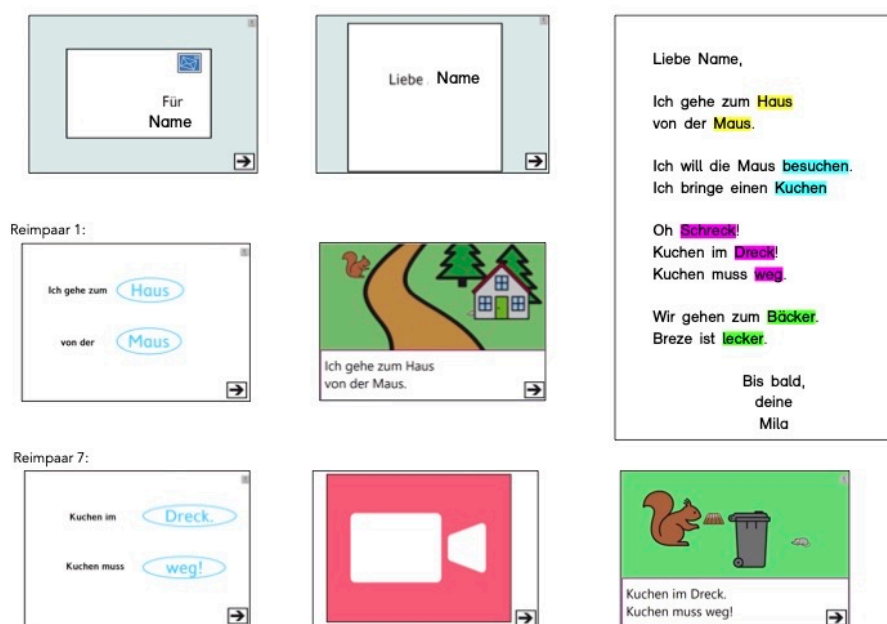 Für
Name
Liebe Name
Liebe Name,
Ich gehe zum Haus
von der Maus.
Ich will die Maus besuchen.
Ich bringe einen Kuchen
Oh Schreck!
Kuchen im Dreck!
Kuchen muss weg.
Wir gehen zum Bäcker.
Breze ist lecker.
Bis bald,
deine
Mila
Reimpaar 1:
Ich gehe zum Haus
von der Maus
Ich gehe zum Haus
von der Maus.
Reimpaar 7:
Kuchen im Dreck.
Kuchen muss weg!
Kuchen im Dreck.
Kuchen muss weg!